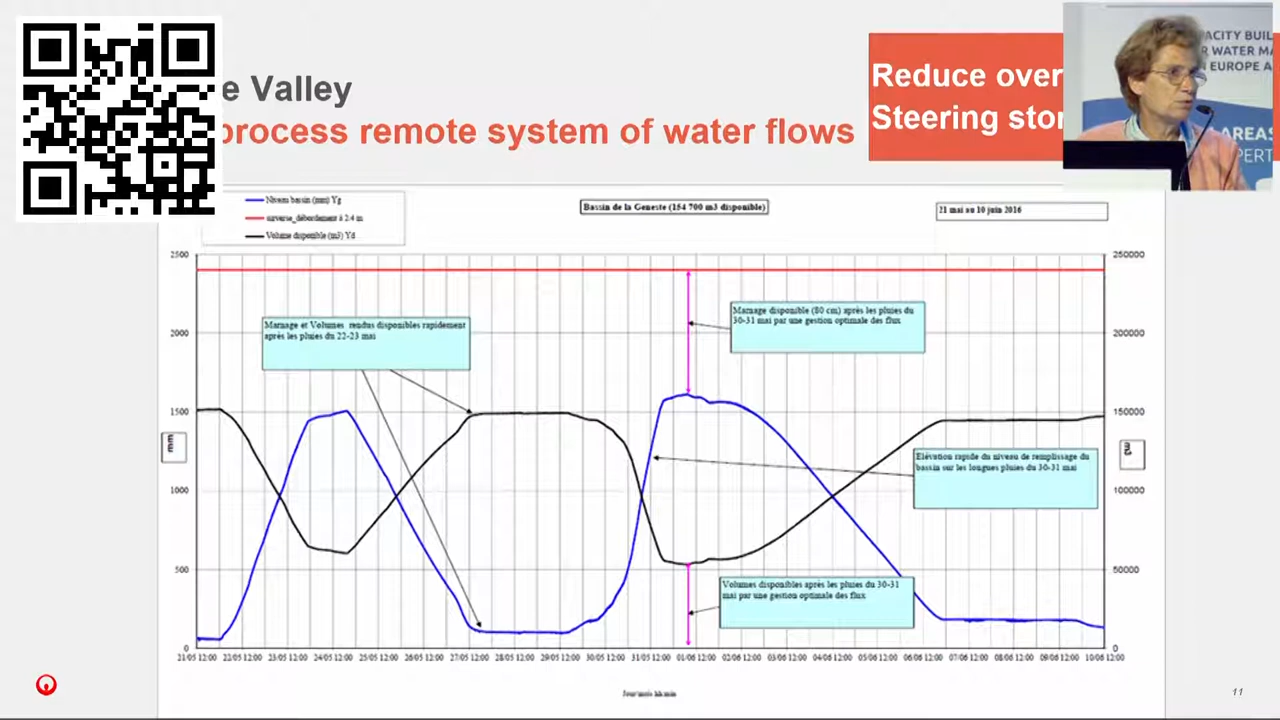 e Valley
process remote system of water flows
Reduce over
Steering stor
ACITY BUIL
R WATER MA
EUROPE A
AREAS
PERT
Niveau bassin (mm) Yg
surverse_débordement à 2.4 m
Volume disponible (m3) Yd
Bassin de la Geneste (154 700 m3 disponible)
21 mai au 10 juin 2016
2500
250000
Marnage disponible (80 cm) après les pluies du
30-31 mai par une gestion optimale des flux
Marnage et Volumes rendus disponibles rapidement
après les pluies du 22-23 mai
2000
200000
1500
150000
mm
m3
Elévation rapide du niveau de remplissage du
bassin sur les longues pluies du 30-31 mai
1000
100000
500
50000
Volumes disponibles après les pluies du 30-31
mai par une gestion optimale des flux
0
0
21/05 12:00 22/05 12:00 23/05 12:00 24/05 12:00 25/05 12:00 26/05 12:00 27/05 12:00 28/05 12:00 29/05 12:00 30/05 12:00 31/05 12:00 01/06 12:00 02/06 12:00 03/06 12:00 04/06 12:00 05/06 12:00 06/06 12:00 07/06 12:00 08/06 12:00 09/06 12:00 10/06 12:00
11